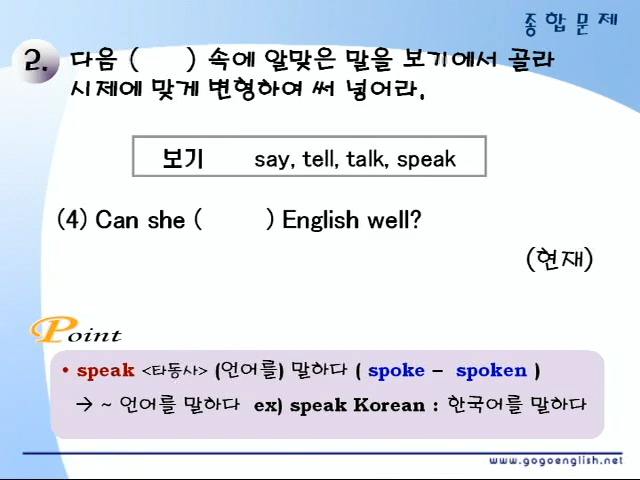 종합문제
2. 다음 (      ) 속에 알맞은 말을 보기에서 골라
시제에 맞게 변형하여 써 넣어라.
보기 say, tell, talk, speak
(4) Can she (          ) English well?
(현재)
Point
• speak <타동사> (언어를) 말하다 ( spoke – spoken )
→ ~ 언어를 말하다 ex) speak Korean : 한국어를 말하다
www.gogoenglish.net